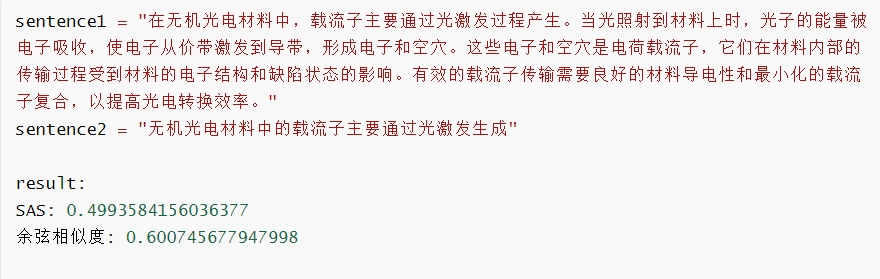 sentence1 = "在无机光电材料中，载流子主要通过光激发过程产生。当光照射到材料上时，光子的能量被
电子吸收，使电子从价带激发到导带，形成电子和空穴。这些电子和空穴是电荷载流子，它们在材料内部的
传输过程受到材料的电子结构和缺陷状态的影响。有效的载流子传输需要良好的材料导电性和最小化的载流
子复合，以提高光电转换效率。"
sentence2 = "无机光电材料中的载流子主要通过光激发生成"
result:
SAS: 0.4993584156036377
余弦相似度: 0.600745677947998